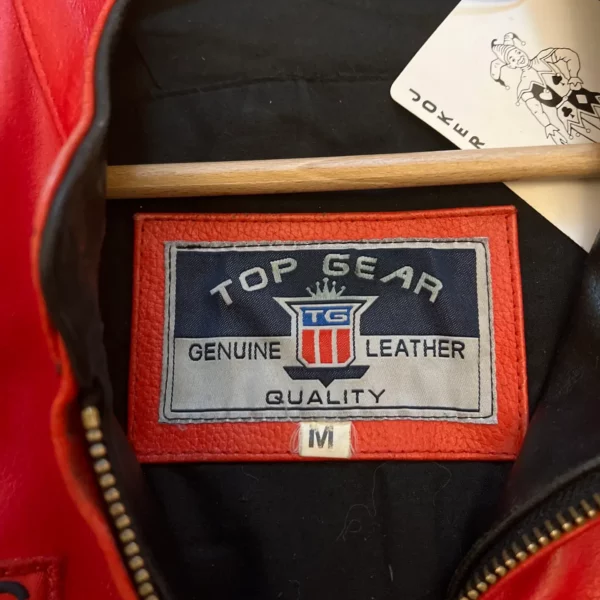 JOKER
TOP GEAR
TG
GENUINE LEATHER
QUALITY
M